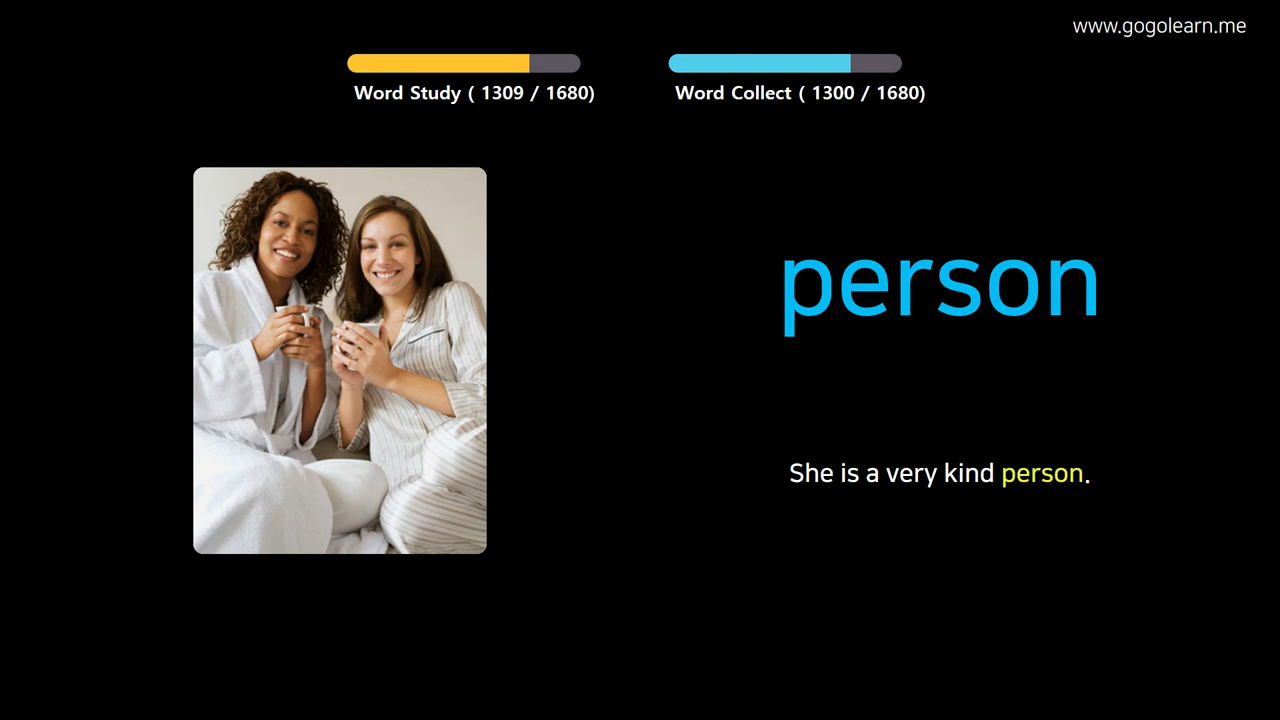 www.gogolearn.me
Word Study ( 1309 / 1680)
Word Collect ( 1300 / 1680)
person
She is a very kind person.